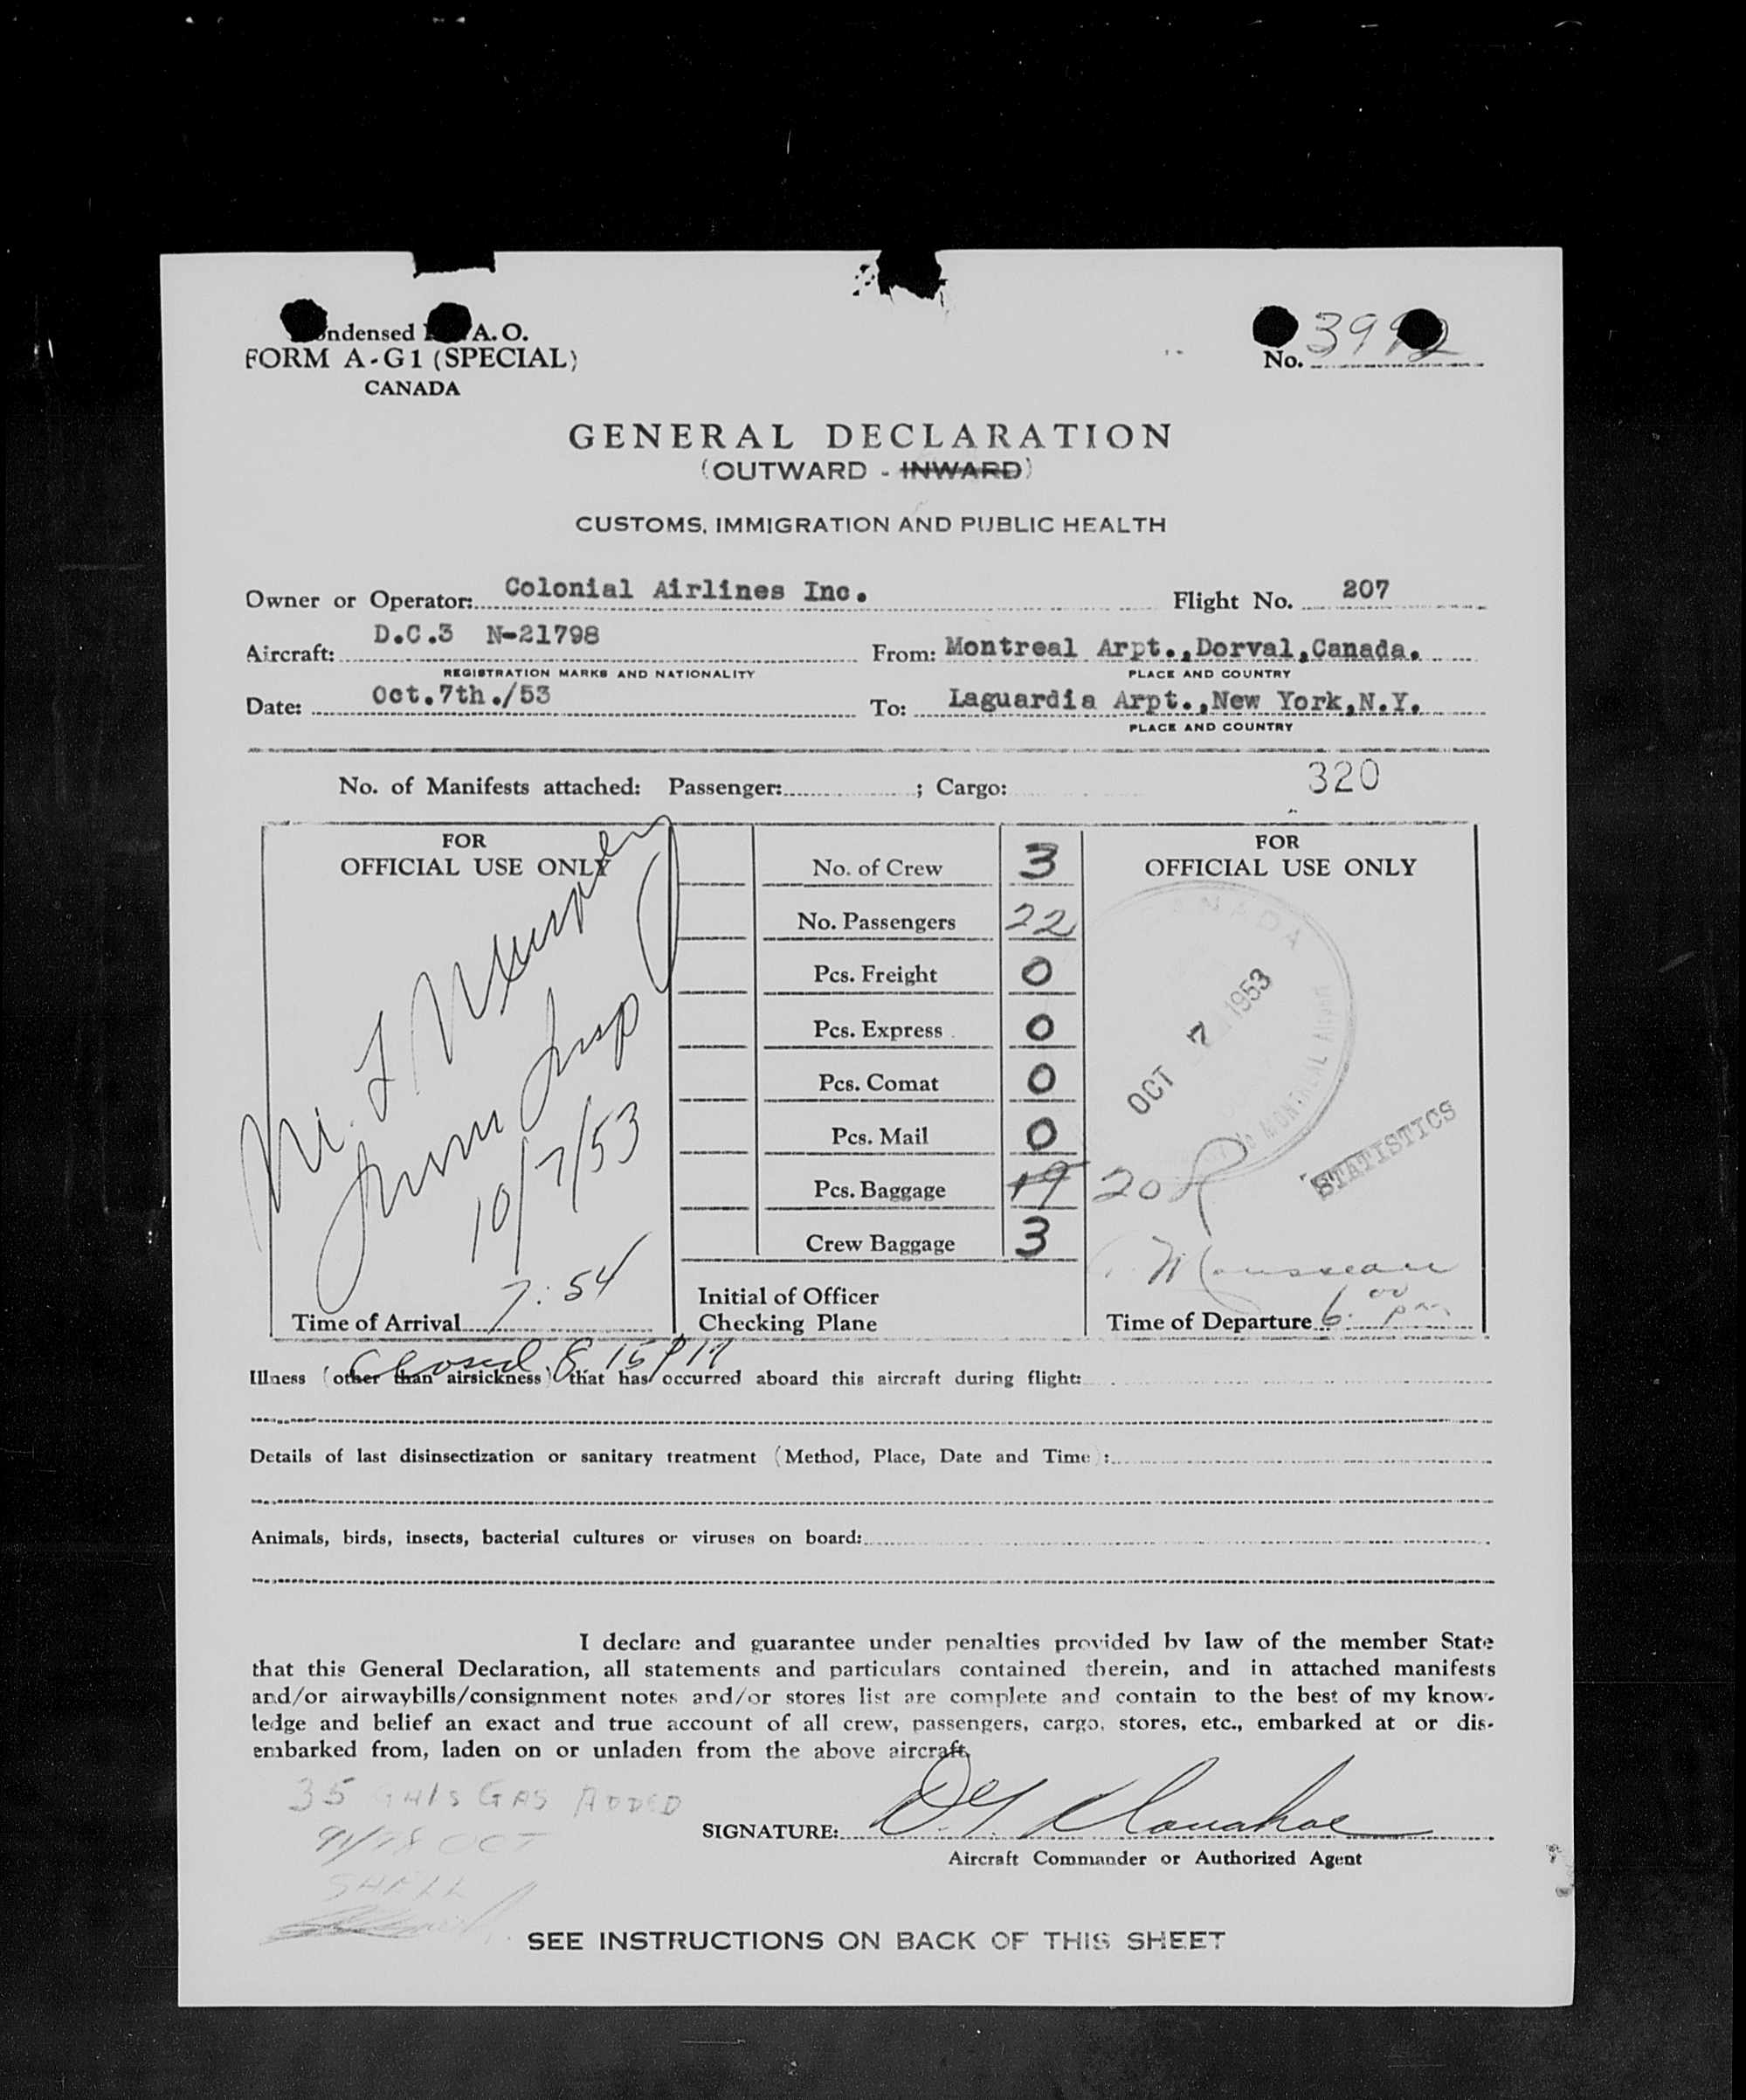 ndensed A.O.
FORM A-G1 (SPECIAL)
CANADA
No. 3992
GENERAL DECLARATION
(OUTWARD - INWARD)
CUSTOMS, IMMIGRATION AND PUBLIC HEALTH
Owner or Operator: Colonial Airlines Inc. Flight No. 207
Aircraft: D.C.3 N-21798 From: Montreal Arpt.,Dorval,Canada.
REGISTRATION MARKS AND NATIONALITY PLACE AND COUNTRY
Date: Oct.7th./53 To: Laguardia Arpt.,New York,N.Y.
PLACE AND COUNTRY
No. of Manifests attached: Passenger: ; Cargo: 320
FOR
OFFICIAL USE ONLY
M. L Murphy
Imm Insp
10/7/53
Time of Arrival 7:54
No. of Crew 3
No. Passengers 22
Pcs. Freight 0
Pcs. Express 0
Pcs. Comat 0
Pcs. Mail 0
Pcs. Baggage 19 20
Crew Baggage 3
Initial of Officer
Checking Plane
FOR
OFFICIAL USE ONLY
CANADA
OCT 7 1953
MONTREAL
STATISTICS
Mousseau
Time of Departure 6:00 pm
Closed 8:15 PM
Illness (other than airsickness) that has occurred aboard this aircraft during flight:
Details of last disinsectization or sanitary treatment (Method, Place, Date and Time):
Animals, birds, insects, bacterial cultures or viruses on board:
I declare and guarantee under penalties provided by law of the member State
that this General Declaration, all statements and particulars contained therein, and in attached manifests
and/or airwaybills/consignment notes and/or stores list are complete and contain to the best of my know-
ledge and belief an exact and true account of all crew, passengers, cargo, stores, etc., embarked at or dis-
embarked from, laden on or unladen from the above aircraft.
35 GALS GAS ADDED
OCT
SHELL
SIGNATURE: Donahoe
Aircraft Commander or Authorized Agent
SEE INSTRUCTIONS ON BACK OF THIS SHEET